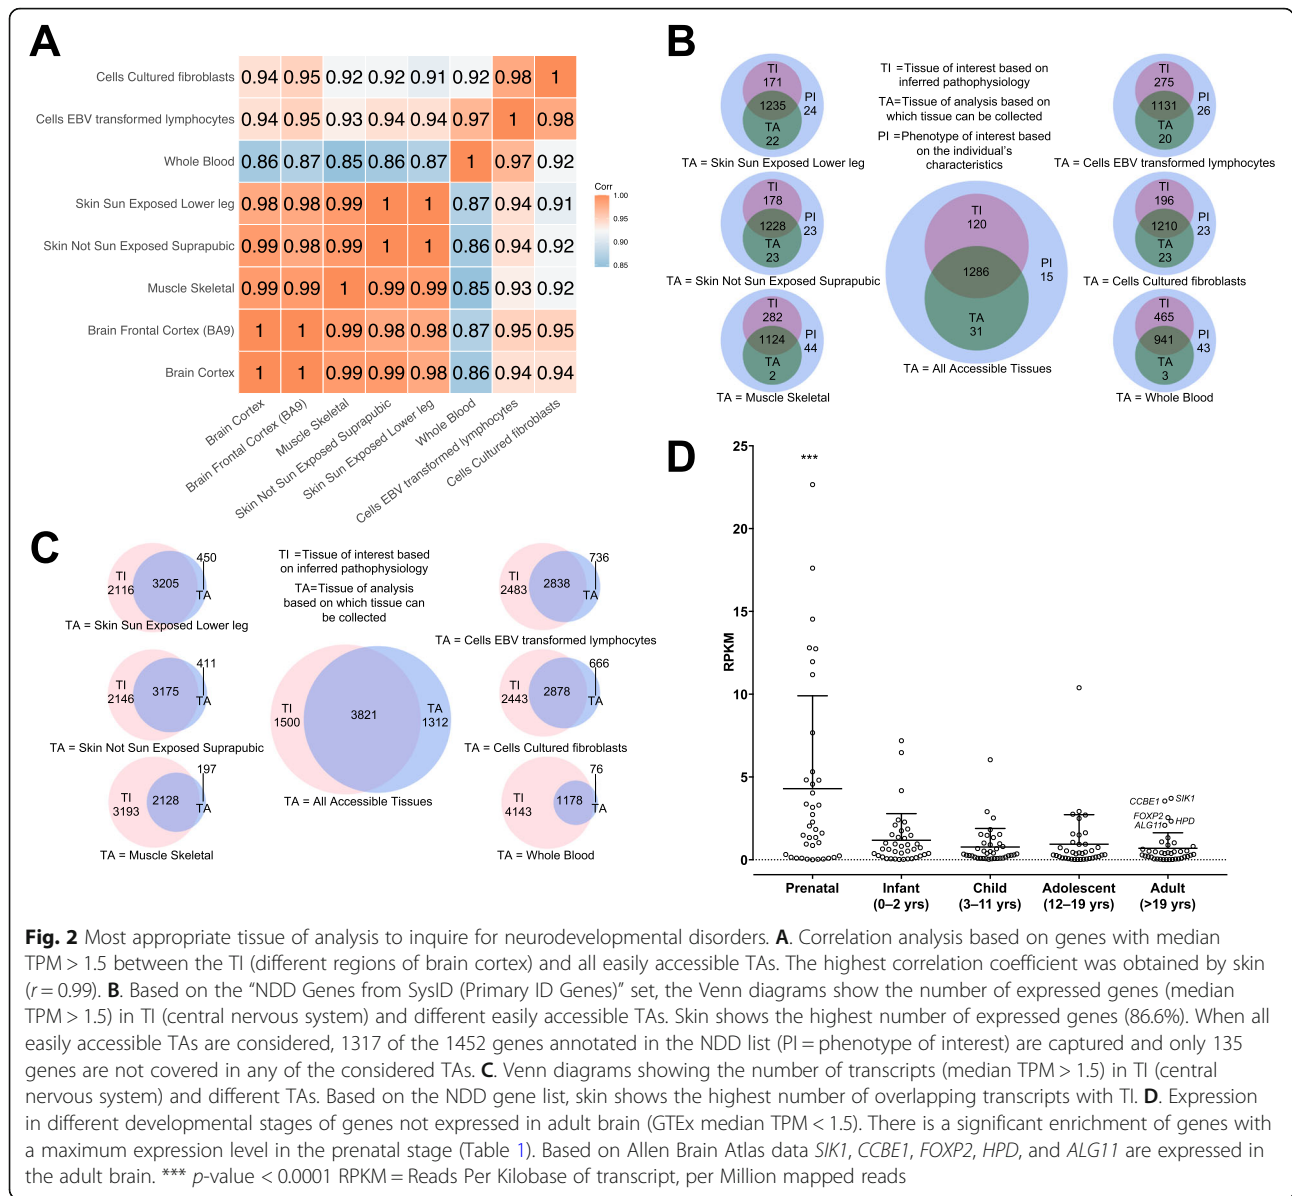 A
Cells Cultured fibroblasts 0.94 0.95 0.92 0.92 0.91 0.92 0.98 1
Cells EBV transformed lymphocytes 0.94 0.95 0.93 0.94 0.94 0.97 1 0.98
Whole Blood 0.86 0.87 0.85 0.86 0.87 1 0.97 0.92
Skin Sun Exposed Lower leg 0.98 0.98 0.99 1 1 0.87 0.94 0.91
Skin Not Sun Exposed Suprapubic 0.99 0.98 0.99 1 1 0.86 0.94 0.92
Muscle Skeletal 0.99 0.99 1 0.99 0.99 0.85 0.93 0.92
Brain Frontal Cortex (BA9) 1 1 0.99 0.98 0.98 0.87 0.95 0.95
Brain Cortex 1 1 0.99 0.99 0.98 0.86 0.94 0.94
Brain Cortex
Brain Frontal Cortex (BA9)
Muscle Skeletal
Skin Not Sun Exposed Suprapubic
Skin Sun Exposed Lower leg
Whole Blood
Cells EBV transformed lymphocytes
Cells Cultured fibroblasts
Corr
1.00
0.95
0.90
0.85
B
TI
171
1235
TA
22
PI
24
TA = Skin Sun Exposed Lower leg
TI
178
1228
TA
23
PI
23
TA = Skin Not Sun Exposed Suprapubic
TI
282
1124
TA
2
PI
44
TA = Muscle Skeletal
TI =Tissue of interest based on
inferred pathophysiology
TA=Tissue of analysis based on
which tissue can be collected
PI =Phenotype of interest based
on the individual's
characteristics
TI
120
1286
TA
31
PI
15
TA = All Accessible Tissues
TI
275
1131
TA
20
PI
26
TA = Cells EBV transformed lymphocytes
TI
196
1210
TA
23
PI
23
TA = Cells Cultured fibroblasts
TI
465
941
TA
3
PI
43
TA = Whole Blood
C
TI
2116
3205
450
TA
TA = Skin Sun Exposed Lower leg
TI
2146
3175
411
TA
TA = Skin Not Sun Exposed Suprapubic
TI
3193
2128
197
TA
TA = Muscle Skeletal
TI =Tissue of interest based
on inferred pathophysiology
TA=Tissue of analysis
based on which tissue can
be collected
TI
1500
3821
TA
1312
TA = All Accessible Tissues
TI
2483
2838
736
TA
TA = Cells EBV transformed lymphocytes
TI
2443
2878
666
TA
TA = Cells Cultured fibroblasts
TI
4143
1178
76
TA
TA = Whole Blood
D
25
20
15
10
5
0
RPKM
***
CCBE1 SIK1
FOXP2 HPD
ALG11
Prenatal
Infant
(0–2 yrs)
Child
(3–11 yrs)
Adolescent
(12–19 yrs)
Adult
(>19 yrs)
Fig. 2 Most appropriate tissue of analysis to inquire for neurodevelopmental disorders. A. Correlation analysis based on genes with median
TPM > 1.5 between the TI (different regions of brain cortex) and all easily accessible TAs. The highest correlation coefficient was obtained by skin
(r = 0.99). B. Based on the “NDD Genes from SysID (Primary ID Genes)” set, the Venn diagrams show the number of expressed genes (median
TPM > 1.5) in TI (central nervous system) and different easily accessible TAs. Skin shows the highest number of expressed genes (86.6%). When all
easily accessible TAs are considered, 1317 of the 1452 genes annotated in the NDD list (PI = phenotype of interest) are captured and only 135
genes are not covered in any of the considered TAs. C. Venn diagrams showing the number of transcripts (median TPM > 1.5) in TI (central
nervous system) and different TAs. Based on the NDD gene list, skin shows the highest number of overlapping transcripts with TI. D. Expression
in different developmental stages of genes not expressed in adult brain (GTEx median TPM < 1.5). There is a significant enrichment of genes with
a maximum expression level in the prenatal stage (Table 1). Based on Allen Brain Atlas data SIK1, CCBE1, FOXP2, HPD, and ALG11 are expressed in
the adult brain. *** p-value < 0.0001 RPKM = Reads Per Kilobase of transcript, per Million mapped reads